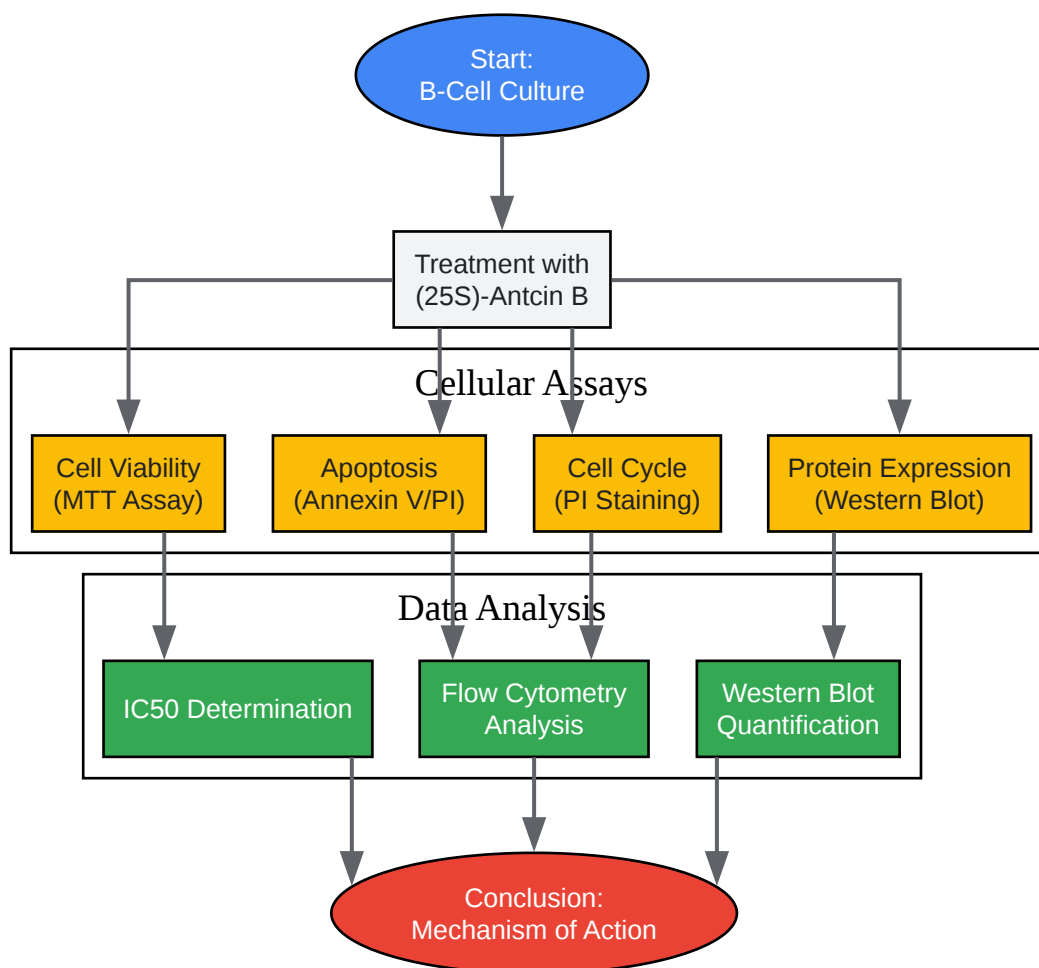 Start:
B-Cell Culture
Treatment with
(25S)-Antcin B
Cellular Assays
Cell Viability
(MTT Assay)
Apoptosis
(Annexin V/PI)
Cell Cycle
(PI Staining)
Protein Expression
(Western Blot)
Data Analysis
IC50 Determination
Flow Cytometry
Analysis
Western Blot
Quantification
Conclusion:
Mechanism of Action